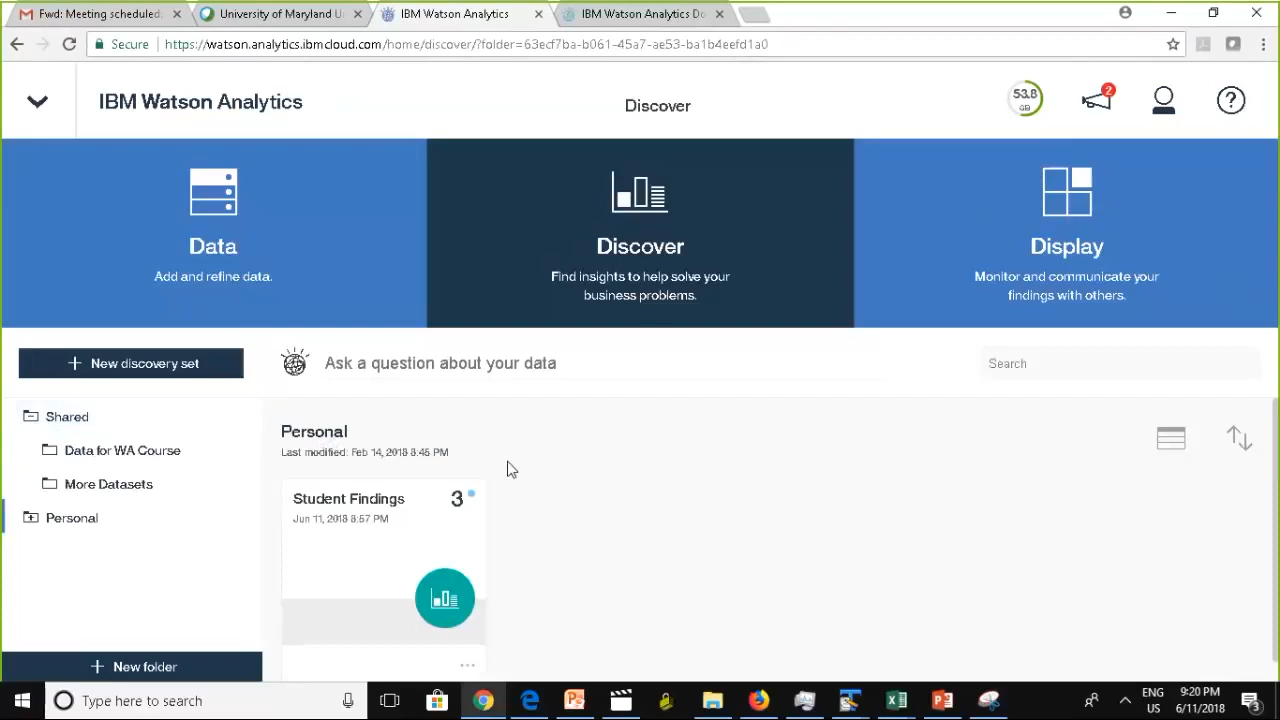 Fwd: Meeting scheduled
University of Maryland U
IBM Watson Analytics
IBM Watson Analytics Do
Secure
https://watson.analytics.ibmcloud.com/home/discover/?folder=63ecf7ba-b061-45a7-ae53-ba1b4eefd1a0
IBM Watson Analytics
Discover
53.8
GB
2
Data
Add and refine data.
Discover
Find insights to help solve your
business problems.
Display
Monitor and communicate your
findings with others.
+ New discovery set
Ask a question about your data
Search
Shared
Data for WA Course
More Datasets
Personal
+ New folder
Personal
Last modified: Feb 14, 2018 8:45 PM
Student Findings
3
Jun 11, 2018 8:57 PM
Type here to search
ENG
US
9:20 PM
6/11/2018
3